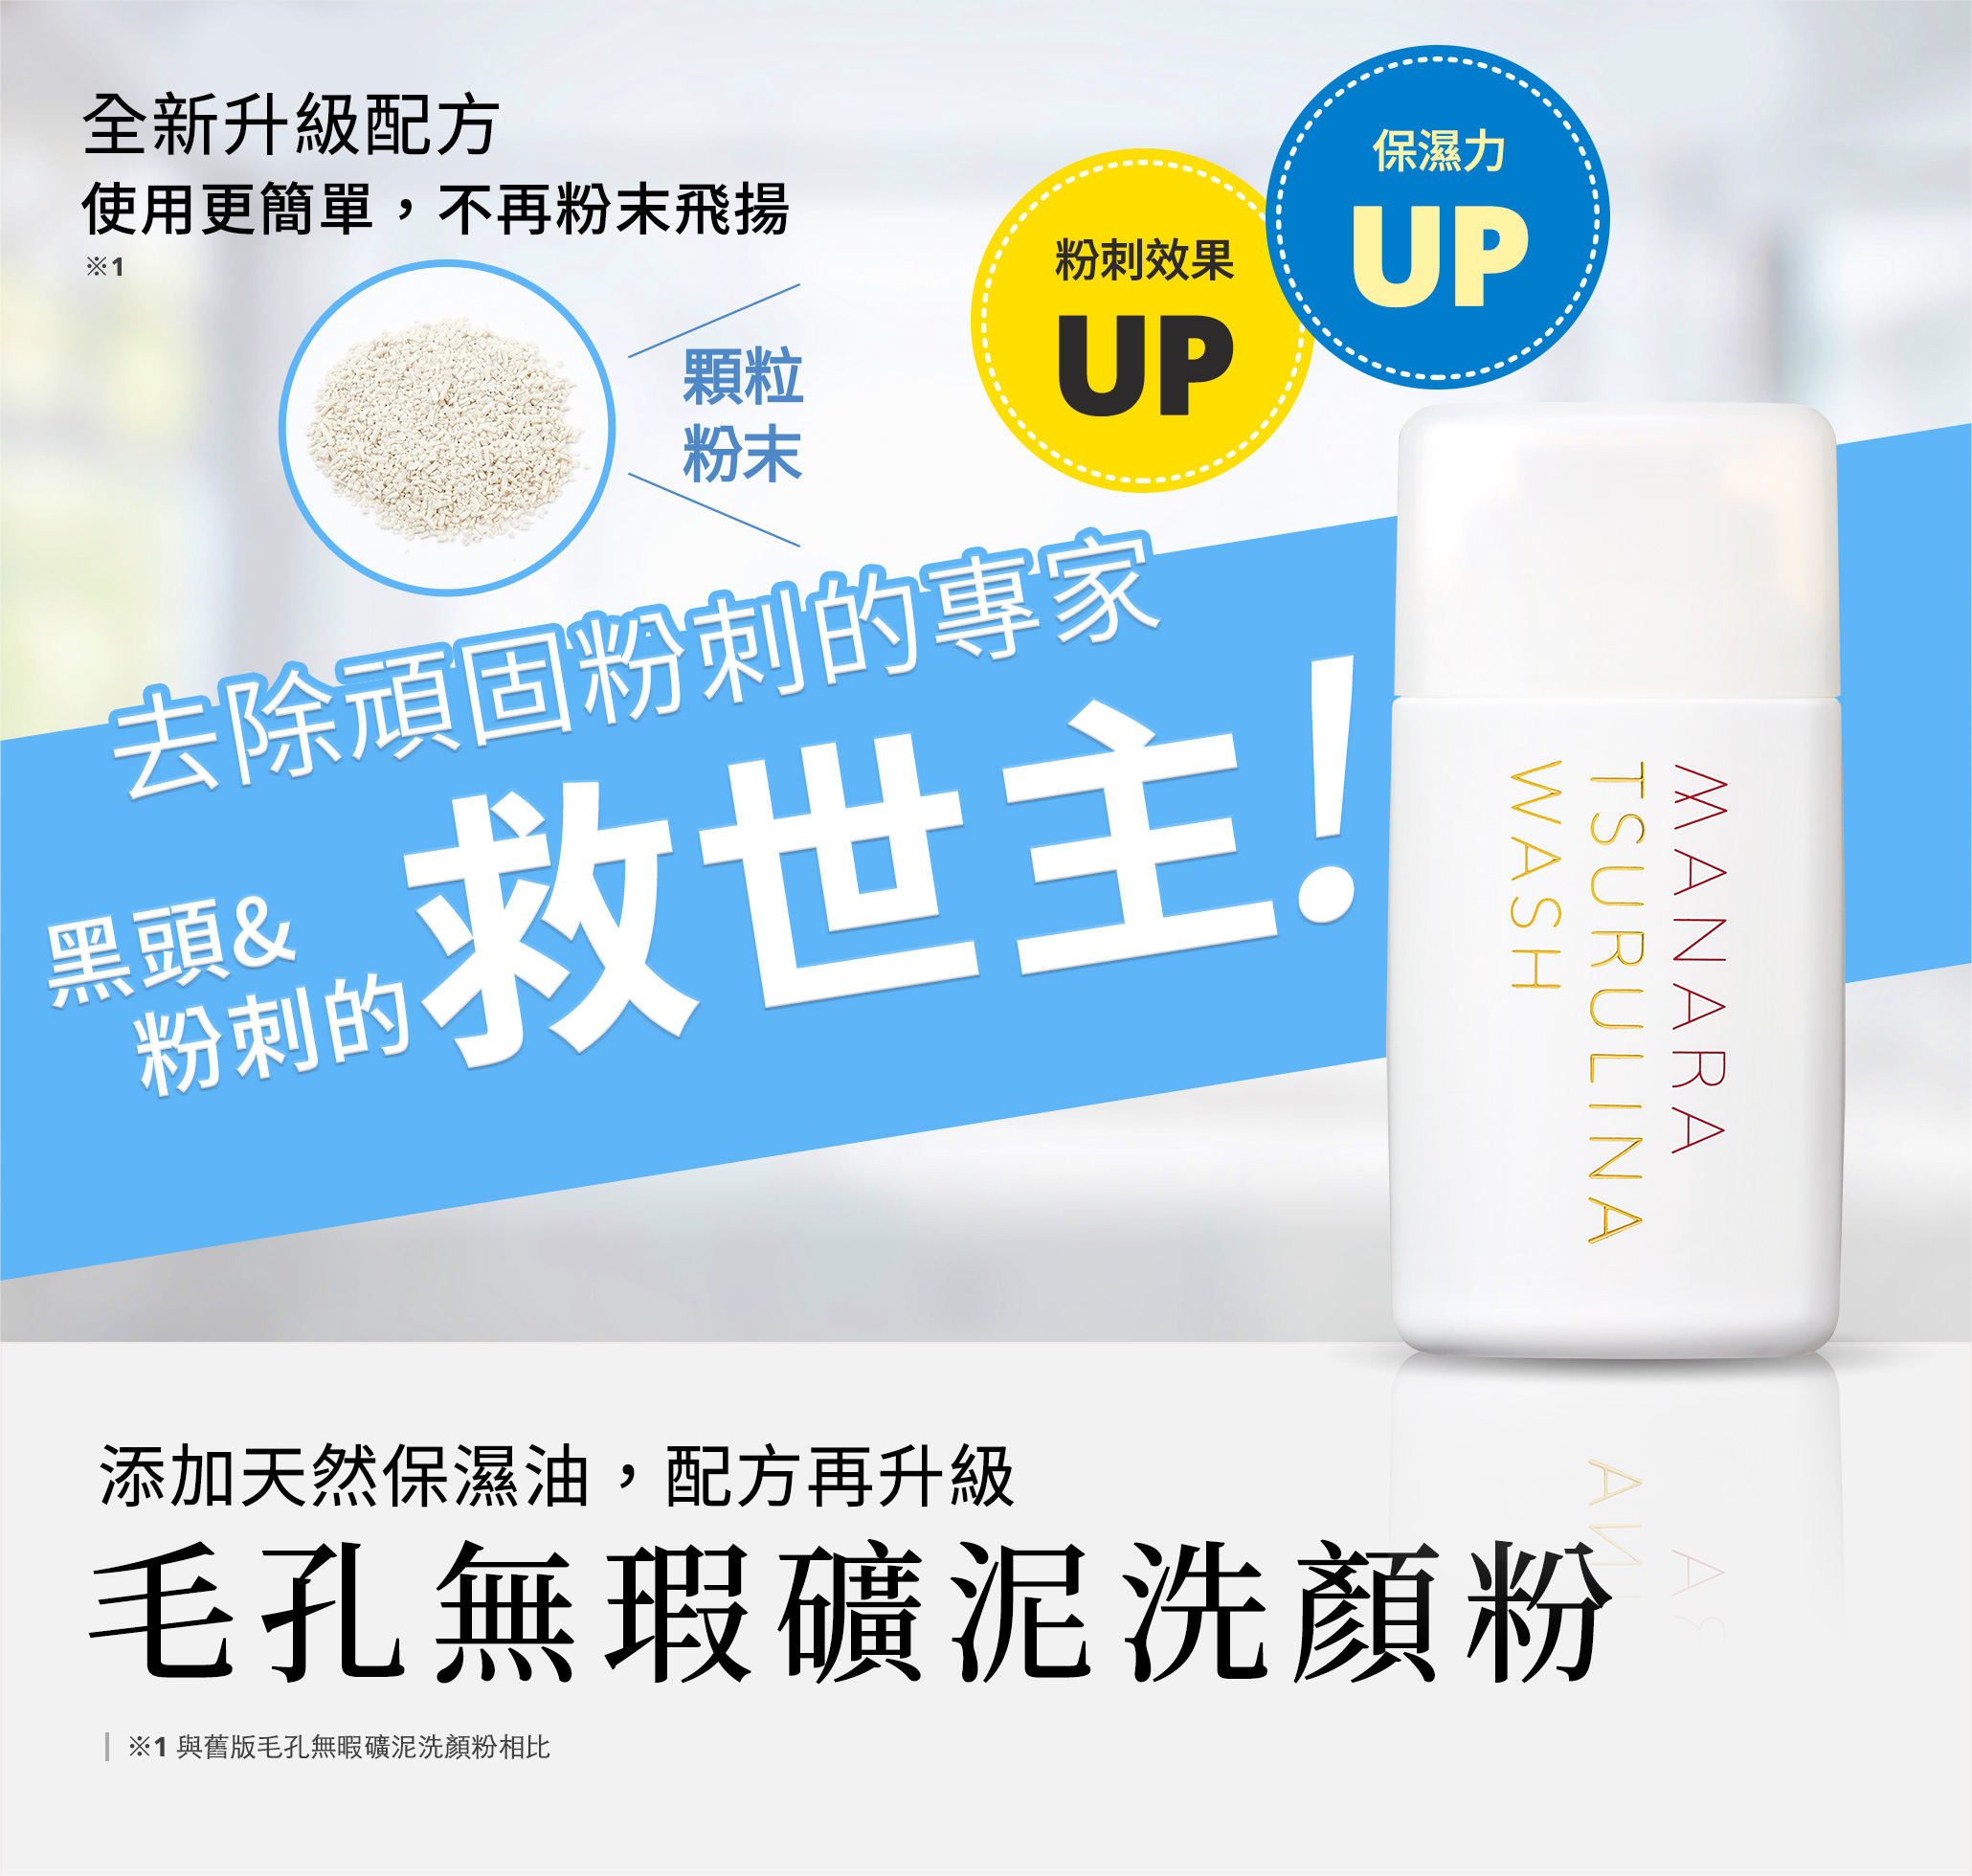 全新升級配方
使用更簡單，不再粉末飛揚
※1
顆粒
粉末
粉刺效果
UP
保濕力
UP
去除頑固粉刺的專家
黑頭&
粉刺的
救世主!
MANARA
TSURULINA
WASH
添加天然保濕油，配方再升級
毛孔無瑕礦泥洗顏粉
※1 與舊版毛孔無暇礦泥洗顏粉相比